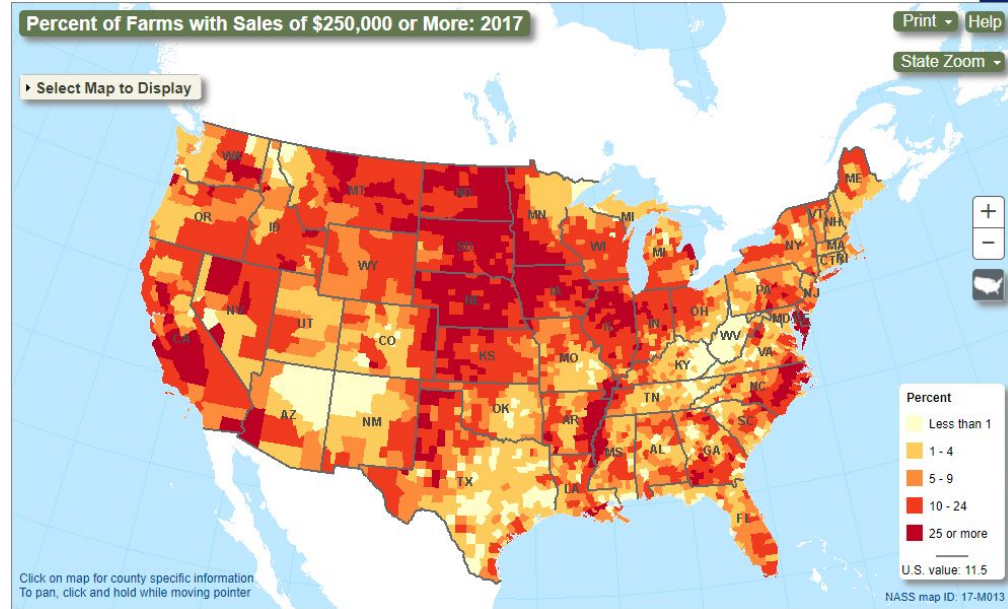 Percent of Farms with Sales of $250,000 or More: 2017
Print
Help
State Zoom
Select Map to Display
WA
MT
ND
MN
MI
ME
OR
ID
SD
WI
VT
NH
WY
MI
NY
MA
CT
RI
NE
IA
PA
NJ
NV
UT
CO
IL
IN
OH
MD
DE
CA
KS
MO
WV
VA
KY
AZ
NM
OK
AR
TN
NC
SC
TX
LA
MS
AL
GA
FL
+
−
Percent
Less than 1
1 - 4
5 - 9
10 - 24
25 or more
U.S. value: 11.5
Click on map for county specific information
To pan, click and hold while moving pointer
NASS map ID: 17-M013